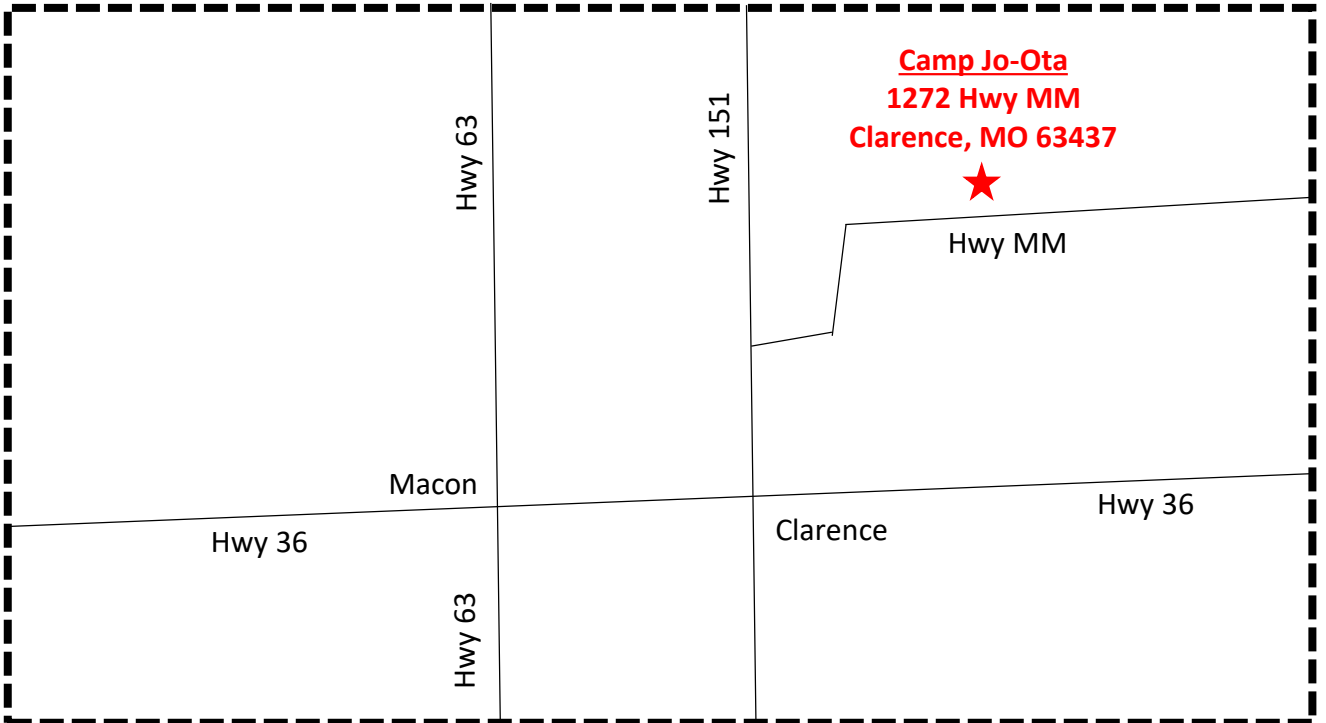 Camp Jo-Ota
1272 Hwy MM
Clarence, MO 63437
Hwy 63
Hwy 151
Hwy MM
Macon
Hwy 36
Clarence
Hwy 36
Hwy 63